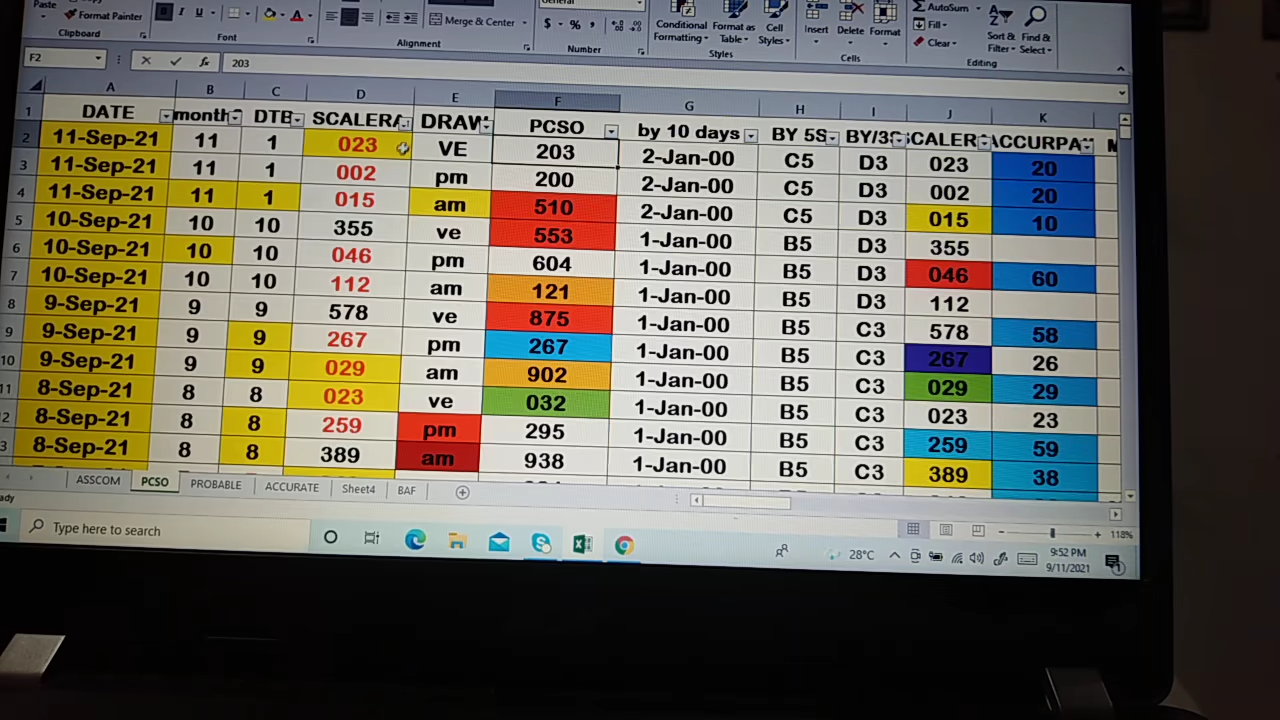 Paste
Format Painter
Clipboard
B I U
Font
A
Merge & Center
Alignment
General
$ % ,
Number
Conditional Formatting
Format as Table
Cell Styles
Styles
Insert
Delete
Format
Cells
AutoSum
Fill
Clear
Sort & Filter
Find & Select
Editing
F2
fx
203
A B C D E F G H I J K
1 DATE month DTB SCALERA DRAW PCSO by 10 days BY 5S BY/3 SCALER ACCURPA
2 11-Sep-21 11 1 023 VE 203 2-Jan-00 C5 D3 023 20
3 11-Sep-21 11 1 002 pm 200 2-Jan-00 C5 D3 002 20
4 11-Sep-21 11 1 015 am 510 2-Jan-00 C5 D3 015 10
5 10-Sep-21 10 10 355 ve 553 1-Jan-00 B5 D3 355
6 10-Sep-21 10 10 046 pm 604 1-Jan-00 B5 D3 046 60
7 10-Sep-21 10 10 112 am 121 1-Jan-00 B5 D3 112
8 9-Sep-21 9 9 578 ve 875 1-Jan-00 B5 C3 578 58
9 9-Sep-21 9 9 267 pm 267 1-Jan-00 B5 C3 267 26
10 9-Sep-21 9 9 029 am 902 1-Jan-00 B5 C3 029 29
11 8-Sep-21 8 8 023 ve 032 1-Jan-00 B5 C3 023 23
2 8-Sep-21 8 8 259 pm 295 1-Jan-00 B5 C3 259 59
3 8-Sep-21 8 8 389 am 938 1-Jan-00 B5 C3 389 38
ASSCOM PCSO PROBABLE ACCURATE Sheet4 BAF
ady
118%
Type here to search
28°C
9:52 PM
9/11/2021
1